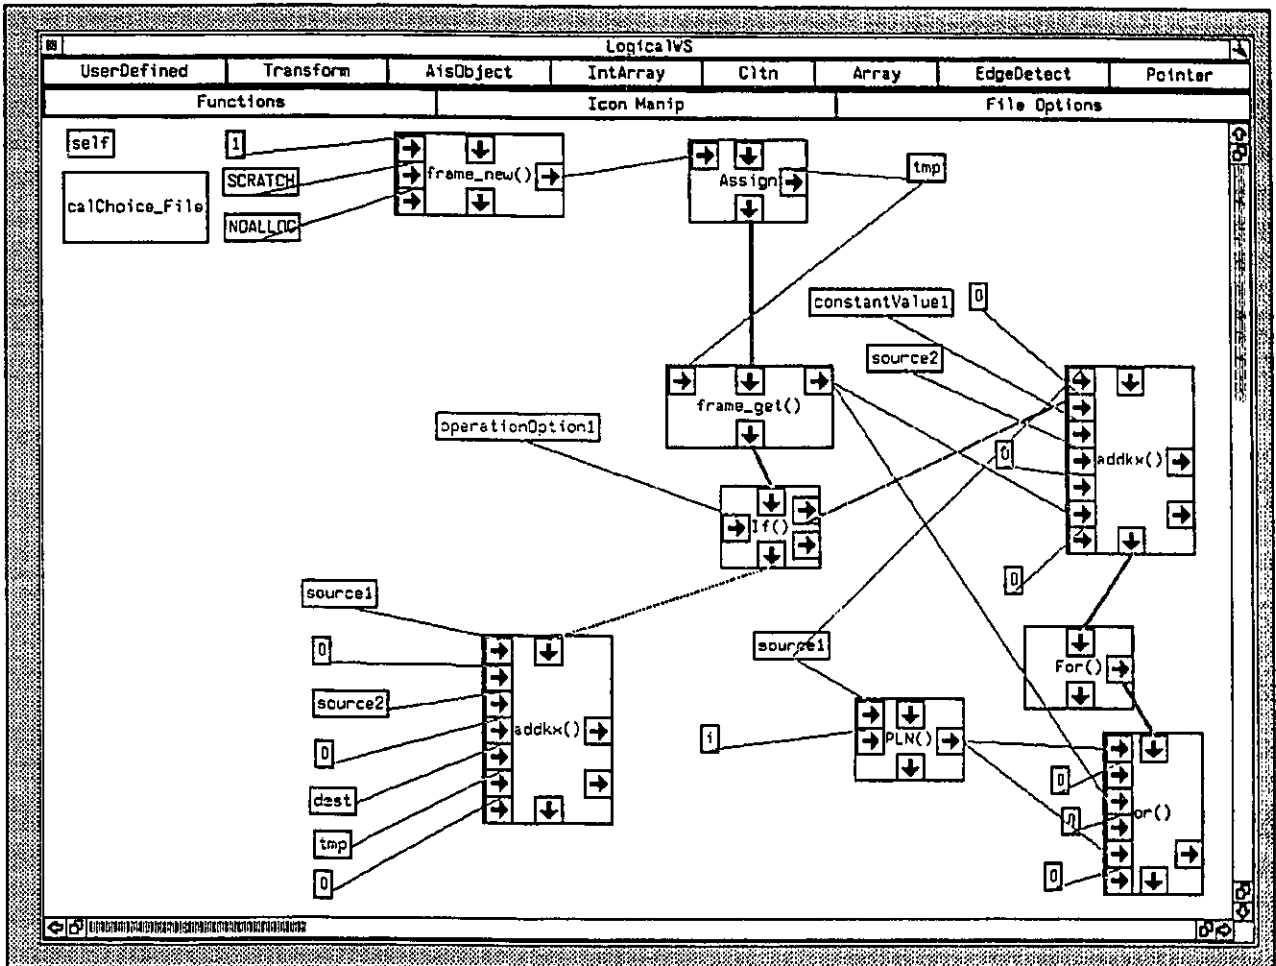 LogicalWS
UserDefined Transform AisObject IntArray Cltn Array EdgeDetect Pointer
Functions Icon Manip File Options
self
1
frame_new()
Assign
tmp
SCRATCH
calChoice_File
NOALLOC
constantValue1
0
source2
frame_get()
operationOption1
0
addkx()
If()
0
source1
source1
0
For()
source2
i
PLN()
addkx()
0
0
dest
or()
tmp
0
0